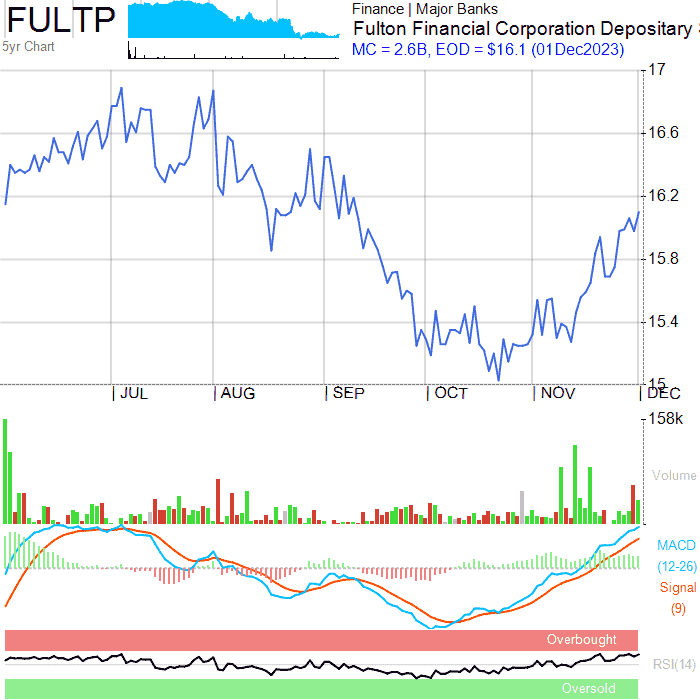 FULTP
5yr Chart
Finance | Major Banks
Fulton Financial Corporation Depositary
MC = 2.6B, EOD = $16.1 (01Dec2023)
17
16.6
16.2
15.8
15.4
15
JUL AUG SEP OCT NOV DEC
158k
Volume
MACD
(12-26)
Signal
(9)
Overbought
RSI(14)
Oversold